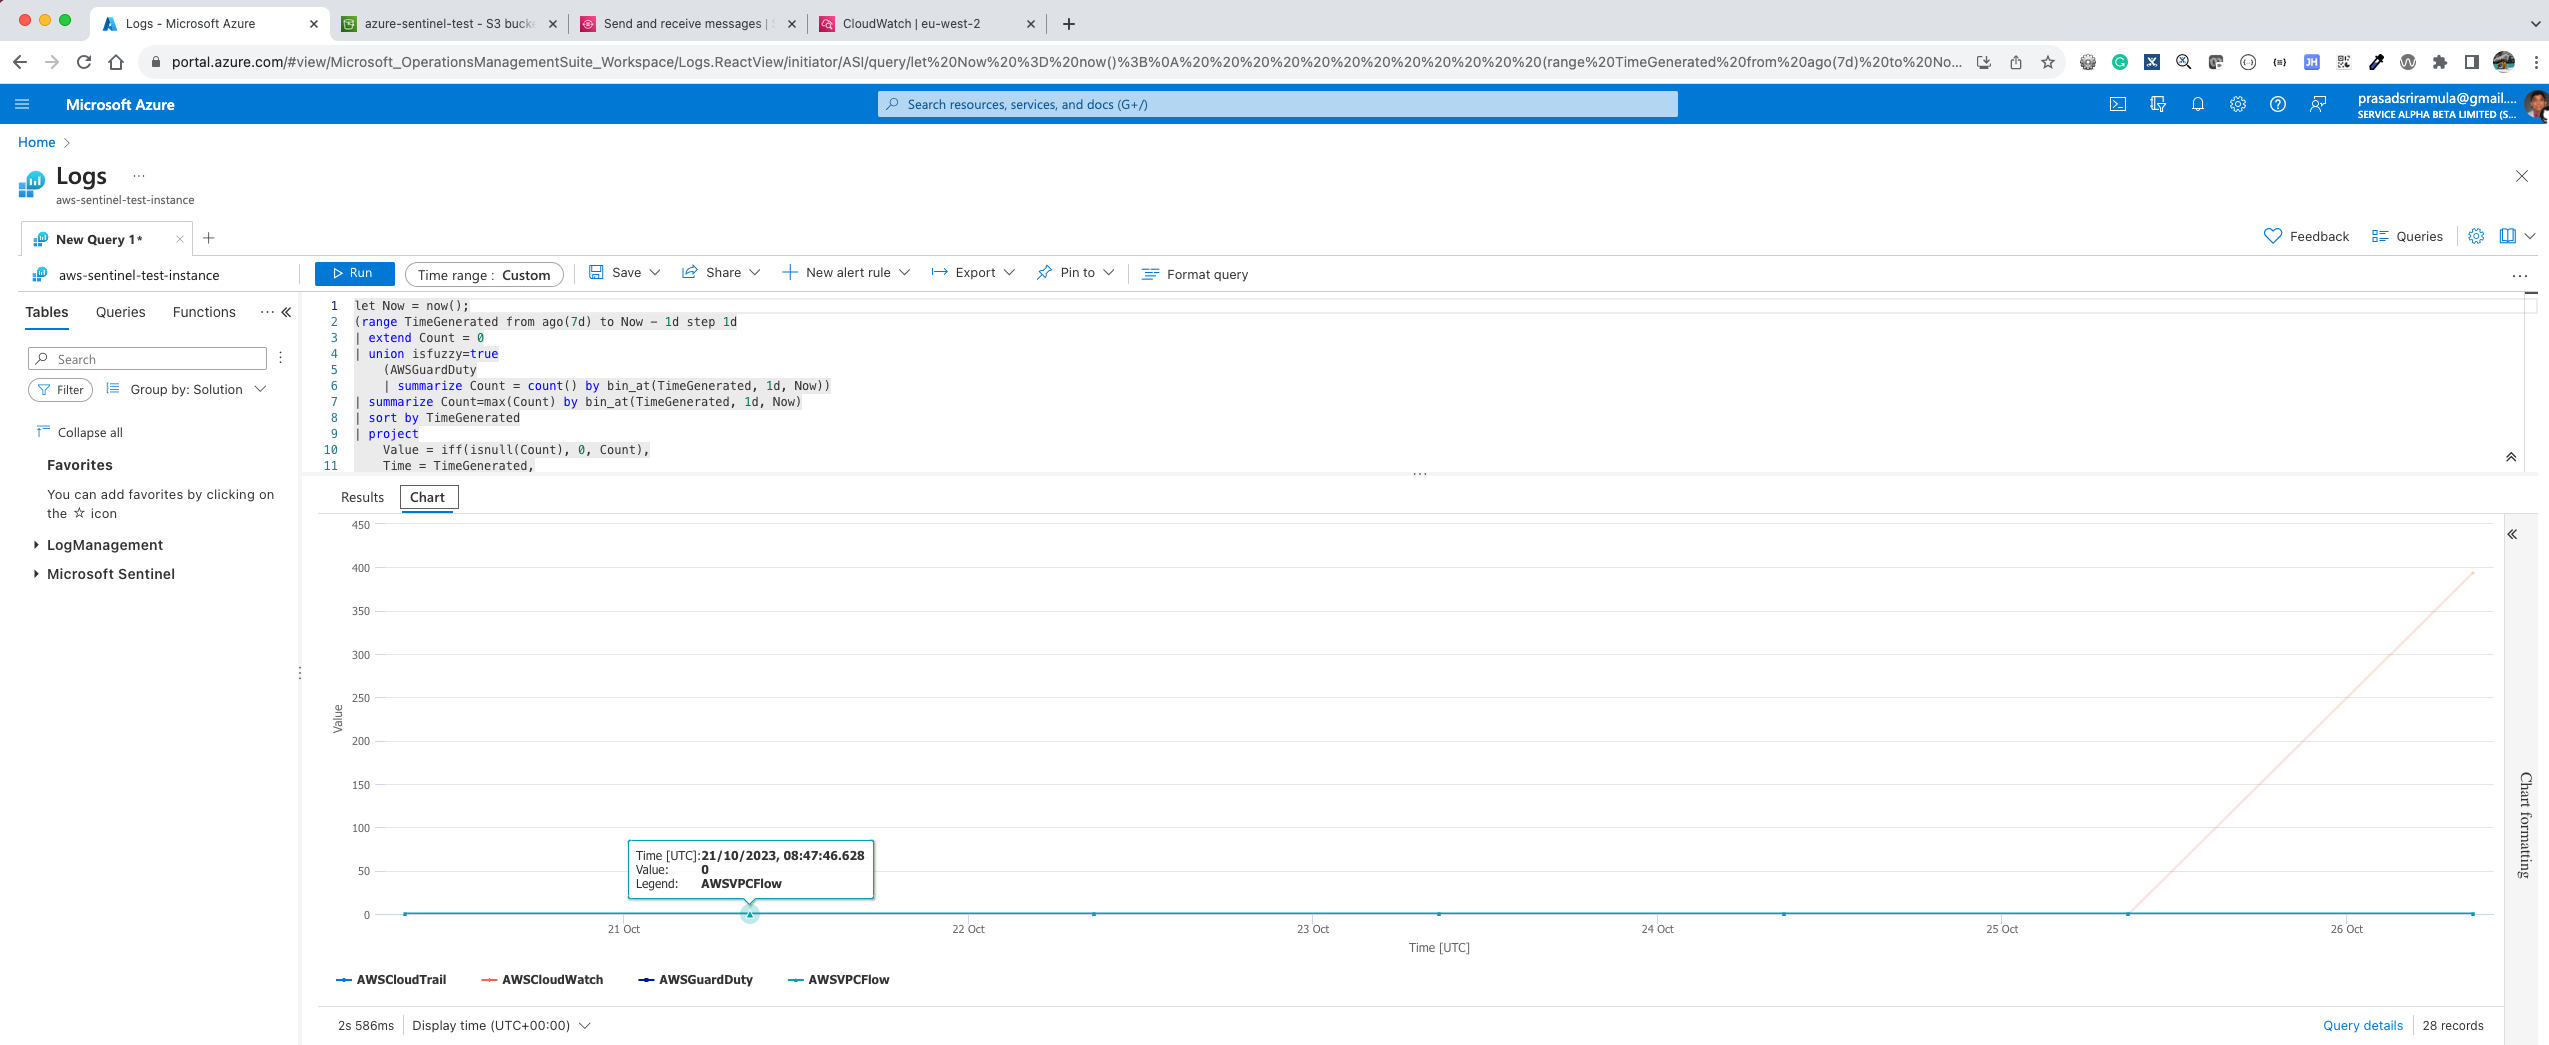 Logs - Microsoft Azure
azure-sentinel-test - S3 bucke
Send and receive messages |
CloudWatch | eu-west-2
portal.azure.com/#view/Microsoft_OperationsManagementSuite_Workspace/Logs.ReactView/initiator/ASI/query/let%20Now%20%3D%20now()%3B%0A%20%20%20%20%20%20%20%20%20%20%20%20(range%20TimeGenerated%20from%20ago(7d)%20to%20No...
Microsoft Azure
Search resources, services, and docs (G+/)
prasadsriramula@gmail....
SERVICE ALPHA BETA LIMITED (S...
Home
Logs ...
aws-sentinel-test-instance
New Query 1*
Feedback
Queries
aws-sentinel-test-instance
Run
Time range : Custom
Save
Share
New alert rule
Export
Pin to
Format query
Tables
Queries
Functions
Search
Filter
Group by: Solution
Collapse all
Favorites
You can add favorites by clicking on
the ☆ icon
LogManagement
Microsoft Sentinel
1 let Now = now();
2 (range TimeGenerated from ago(7d) to Now - 1d step 1d
3 | extend Count = 0
4 | union isfuzzy=true
5 (AWSGuardDuty
6 | summarize Count = count() by bin_at(TimeGenerated, 1d, Now))
7 | summarize Count=max(Count) by bin_at(TimeGenerated, 1d, Now)
8 | sort by TimeGenerated
9 | project
10 Value = iff(isnull(Count), 0, Count),
11 Time = TimeGenerated,
Results
Chart
450
400
350
300
250
200
150
100
50
0
Value
Time [UTC]: 21/10/2023, 08:47:46.628
Value: 0
Legend: AWSVPCFlow
21 Oct
22 Oct
23 Oct
24 Oct
25 Oct
26 Oct
Time [UTC]
AWSCloudTrail
AWSCloudWatch
AWSGuardDuty
AWSVPCFlow
Chart formatting
2s 586ms
Display time (UTC+00:00)
Query details
28 records